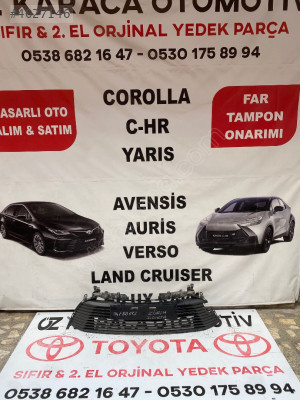 #4627146
Z KARACA OTOMOTİV
SIFIR & 2. EL ORJİNAL YEDEK PARÇA
0538 682 16 47 - 0530 175 89 94
ASARLI OTO
ALIM & SATIM
COROLLA
C-HR
YARIS
FAR
TAMPON
ONARIMI
AVENSİS
AURİS
VERSO
LAND CRUISER
TOYOTA
SIFIR & 2. EL ORJİNAL YEDEK PARÇA
0538 682 16 47 - 0530 175 89 94